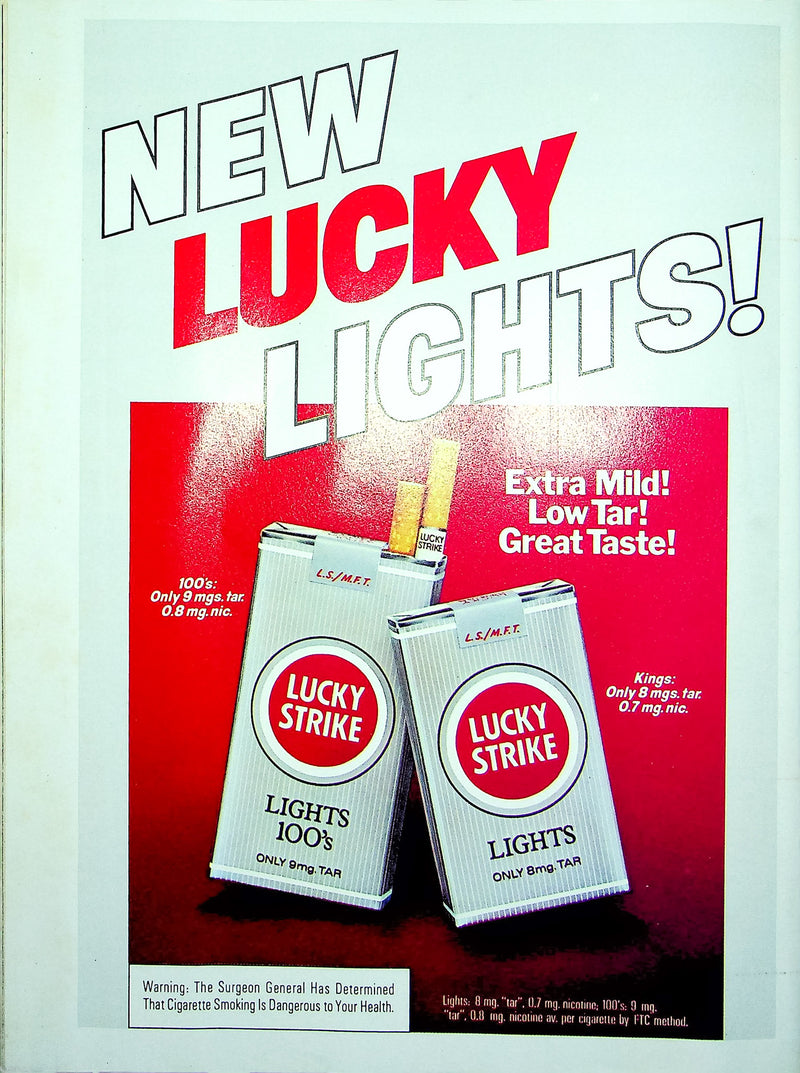 NEW
LUCKY
LIGHTS!
Extra Mild!
Low Tar!
Great Taste!
LUCKY
STRIKE
100's:
Only 9 mgs. tar.
0.8 mg. nic.
L.S./M.F.T.
L.S./M.F.T.
Kings:
Only 8 mgs. tar.
0.7 mg. nic.
LUCKY
STRIKE
LIGHTS
100's
ONLY 9mg. TAR
LUCKY
STRIKE
LIGHTS
ONLY 8mg. TAR
Warning: The Surgeon General Has Determined
That Cigarette Smoking Is Dangerous to Your Health.
Lights: 8 mg. "tar", 0.7 mg. nicotine; 100's: 9 mg.
"tar", 0.8 mg. nicotine av. per cigarette by FTC method.